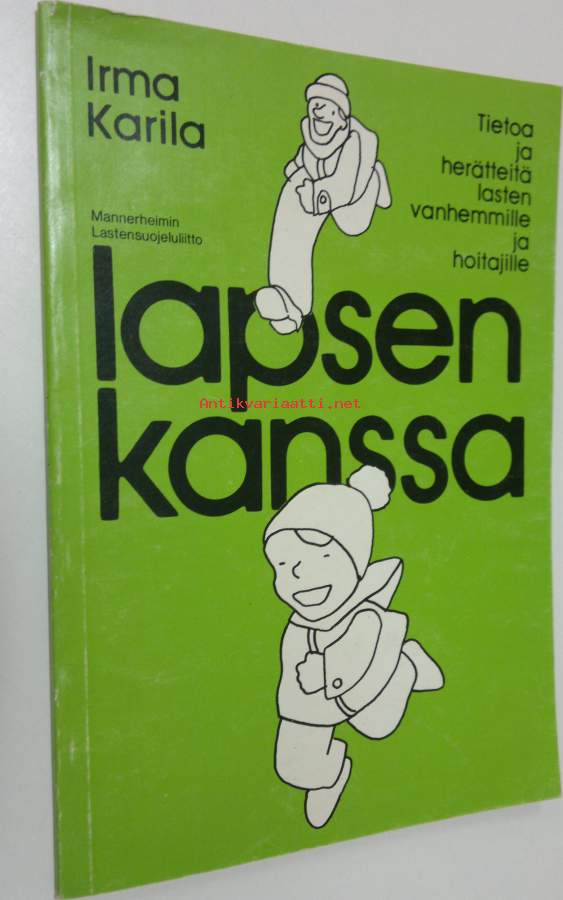 Irma
Karila
Tietoa
ja
herätteitä
lasten
vanhemmille
ja
hoitajille
Mannerheimin
Lastensuojeluliitto
lapsen
Antikvariaatti.net
kanssa